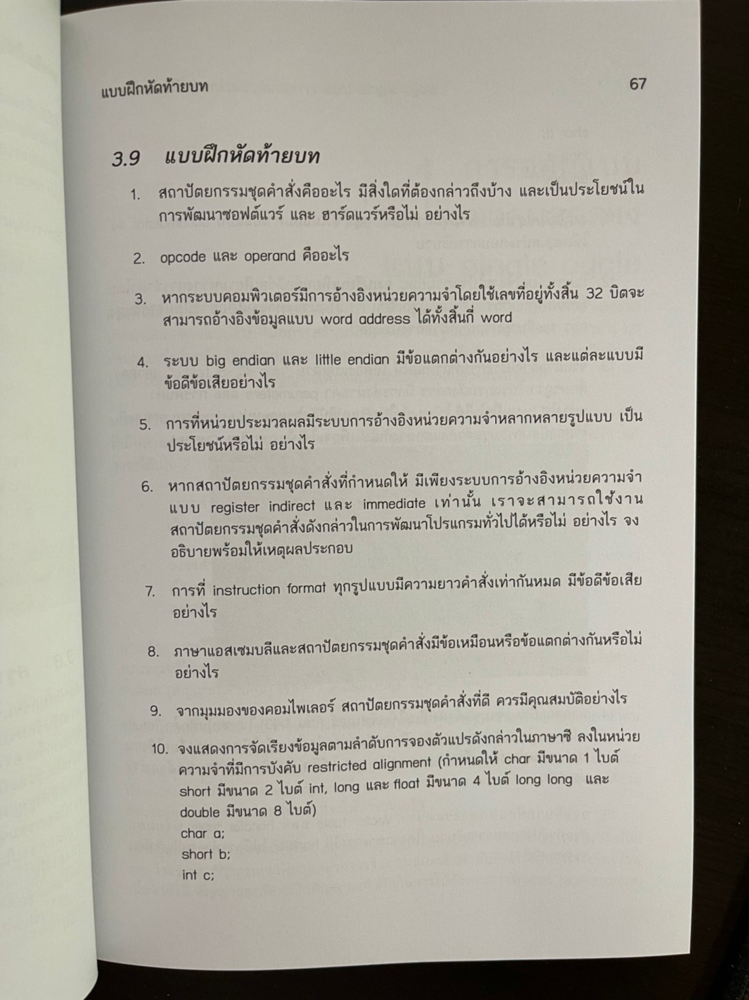 แบบฝึกหัดท้ายบท 67
3.9 แบบฝึกหัดท้ายบท
1. สถาปัตยกรรมชุดคำสั่งคืออะไร มีสิ่งใดที่ต้องกล่าวถึงบ้าง และเป็นประโยชน์ใน
การพัฒนาซอฟต์แวร์ และ ฮาร์ดแวร์หรือไม่ อย่างไร
2. opcode และ operand คืออะไร
3. หากระบบคอมพิวเตอร์มีการอ้างอิงหน่วยความจำโดยใช้เลขที่อยู่ทั้งสิ้น 32 บิตจะ
สามารถอ้างอิงข้อมูลแบบ word address ได้ทั้งสิ้นกี่ word
4. ระบบ big endian และ little endian มีข้อแตกต่างกันอย่างไร และแต่ละแบบมี
ข้อดีข้อเสียอย่างไร
5. การที่หน่วยประมวลผลมีระบบการอ้างอิงหน่วยความจำหลากหลายรูปแบบ เป็น
ประโยชน์หรือไม่ อย่างไร
6. หากสถาปัตยกรรมชุดคำสั่งที่กำหนดให้ มีเพียงระบบการอ้างอิงหน่วยความจำ
แบบ register indirect และ immediate เท่านั้น เราจะสามารถใช้งาน
สถาปัตยกรรมชุดคำสั่งดังกล่าวในการพัฒนาโปรแกรมทั่วไปได้หรือไม่ อย่างไร จง
อธิบายพร้อมให้เหตุผลประกอบ
7. การที่ instruction format ทุกรูปแบบมีความยาวคำสั่งเท่ากันหมด มีข้อดีข้อเสีย
อย่างไร
8. ภาษาแอสเซมบลีและสถาปัตยกรรมชุดคำสั่งมีข้อเหมือนหรือข้อแตกต่างกันหรือไม่
อย่างไร
9. จากมุมมองของคอมไพเลอร์ สถาปัตยกรรมชุดคำสั่งที่ดี ควรมีคุณสมบัติอย่างไร
10. จงแสดงการจัดเรียงข้อมูลตามลำดับการจองตัวแปรดังกล่าวในภาษาซี ลงในหน่วย
ความจำที่มีการบังคับ restricted alignment (กำหนดให้ char มีขนาด 1 ไบต์
short มีขนาด 2 ไบต์ int, long และ float มีขนาด 4 ไบต์ long long และ
double มีขนาด 8 ไบต์)
char a;
short b;
int c;